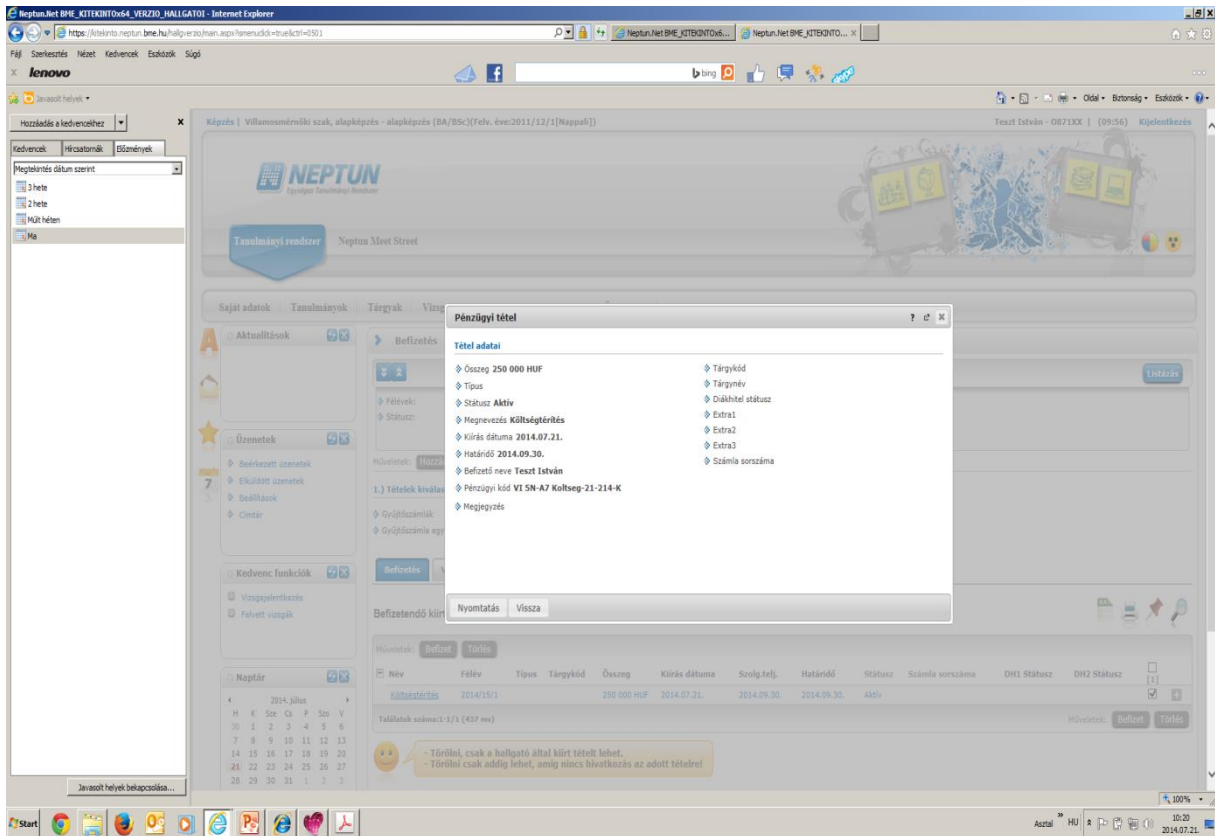 Neptun.Net BME_KITEKINTOx64_VERZIO_HALLGATOI - Internet Explorer
https://kitekinto.neptun.bme.hu/hallgverzio/main.aspx?ismenuclick=true&ctrl=0501
Neptun.Net BME_KITEKINTOx6...
Neptun.Net BME_KITEKINTO...
Fájl Szerkesztés Nézet Kedvencek Eszközök Súgó
x lenovo
bing
Javasolt helyek
Oldal Biztonság Eszközök
Hozzáadás a kedvencekhez
Kedvencek Hírcsatornák Előzmények
Megtekintés dátum szerint
3 hete
2 hete
Múlt héten
Ma
Javasolt helyek bekapcsolása...
Képzés | Villamosmérnöki szak, alapképzés - alapképzés (BA/BSc)(Felv. éve:2011/12/1[Nappali])
Teszt István - O871XX | (09:56) Kijelentkezés
NEPTUN
Egységes Tanulmányi Rendszer
Tanulmányi rendszer Neptun Meet Street
Saját adatok Tanulmányok Tárgyak Vizsg
Aktualitások
Üzenetek
Beérkezett üzenetek
Elküldött üzenetek
Beállítások
Címtár
Kedvenc funkciók
Vizsgajelentkezés
Felvett vizsgák
Naptár
2014. július
H K Sze Cs P Szo V
30 1 2 3 4 5 6
7 8 9 10 11 12 13
14 15 16 17 18 19 20
21 22 23 24 25 26 27
28 29 30 31 1 2 3
Befizetés
Listázás
Félévek:
Státusz:
Műveletek: Hozzá
1.) Tételek kiválas
Gyűjtőszámlák
Gyűjtőszámla egy
Befizetés V
Befizetendő kiír
Pénzügyi tétel
Tétel adatai
Összeg 250 000 HUF
Típus
Státusz Aktív
Megnevezés Költségtérítés
Kiírás dátuma 2014.07.21.
Határidő 2014.09.30.
Befizető neve Teszt István
Pénzügyi kód VI 5N-A7 Koltseg-21-214-K
Megjegyzés
Tárgykód
Tárgynév
Diákhitel státusz
Extra1
Extra2
Extra3
Számla sorszáma
Nyomtatás Vissza
Műveletek: Befizet Törlés
Név Félév Típus Tárgykód Összeg Kiírás dátuma Szolg.telj. Határidő Státusz Számla sorszáma DH1 Státusz DH2 Státusz [1]
Költségtérítés 2014/15/1 250 000 HUF 2014.07.21. 2014.09.30. 2014.09.30. Aktív
Találatok száma:1-1/1 (437 ms)
Műveletek: Befizet Törlés
- Törölni, csak a hallgató által kiírt tételt lehet.
- Törölni csak addig lehet, amíg nincs hivatkozás az adott tételre!
100%
Start
Asztal
HU
10:20
2014.07.21.